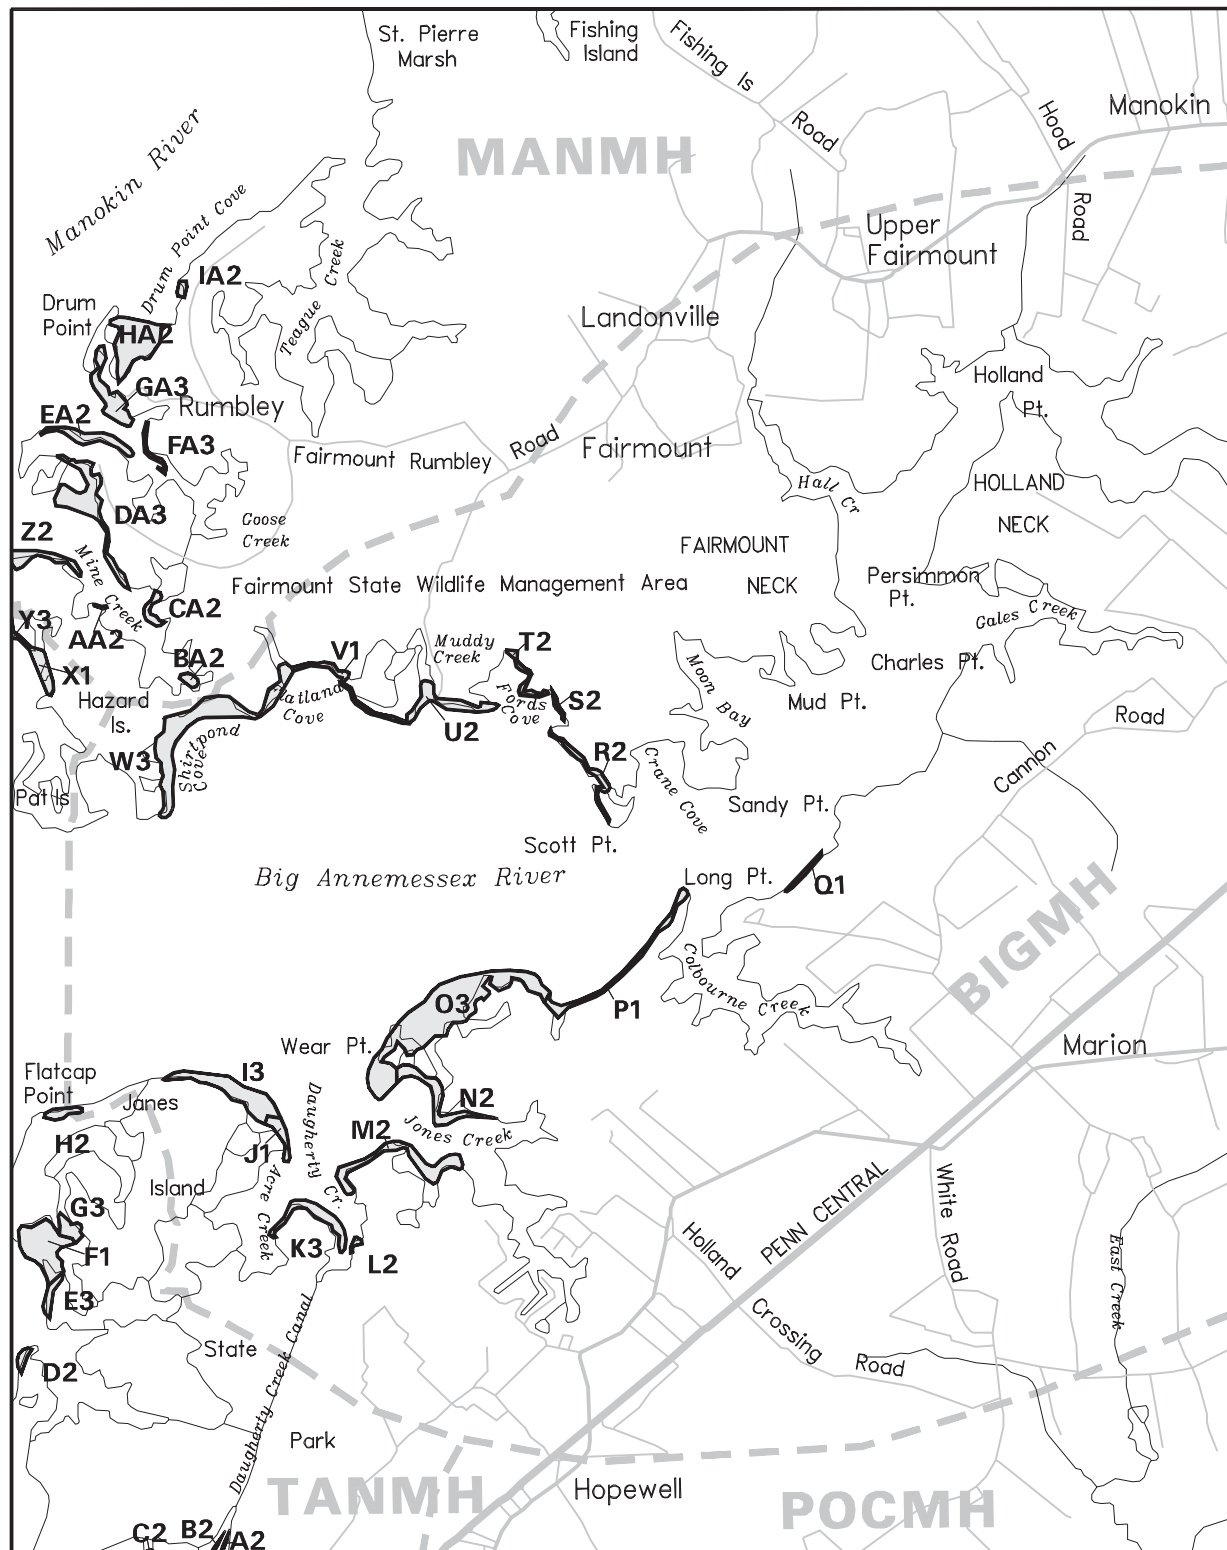 St. Pierre
Marsh
Fishing
Island
Fishing Is
Road
Hood
Road
Manokin
Manokin River
MANMH
Drum Point Cove
Teague Creek
IA2
Upper
Fairmount
Drum
Point
HA2
Landonville
GA3
Rumbley
Holland
Pt.
EA2
FA3
Fairmount Rumbley
Road
Fairmount
Hall Cr
HOLLAND
NECK
DA3
Goose
Creek
Z2
Mine
Creek
FAIRMOUNT
NECK
Fairmount State Wildlife Management Area
Persimmon
Pt.
Gales Creek
CA2
Y3
AA2
BA2
V1
Muddy
Creek
T2
X1
Moon Bay
Charles Pt.
Hazard
Is.
Flatland
Cove
Fords
Cove
S2
Mud Pt.
Road
Cannon
U2
W3
Shirtpond
Cove
R2
Crane Cove
Pat Is
Sandy Pt.
Scott Pt.
Big Annemessex River
Long Pt.
Q1
BIGMH
Colbourne Creek
O3
P1
Wear Pt.
Marion
Flatcap
Point
Janes
I3
Daugherty
Cr.
N2
H2
M2
Jones Creek
J1
Acre Creek
Island
PENN CENTRAL
White Road
G3
F1
K3
L2
Holland
Crossing
Road
East Creek
E3
State
D2
Daugherty Creek Canal
Park
TANMH
Hopewell
POCMH
C2
B2
A2